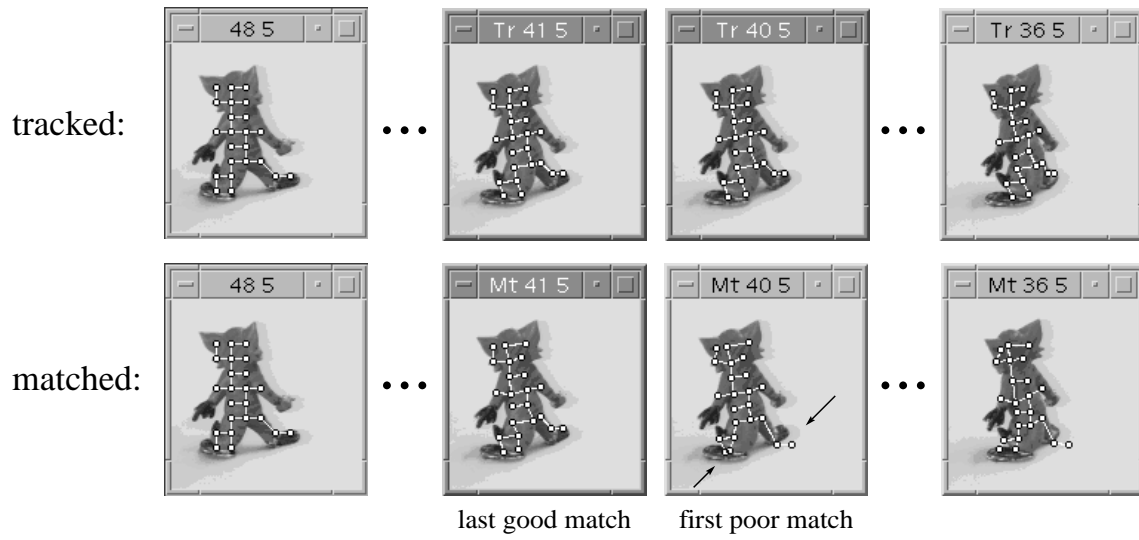 48 5
Tr 41 5
Tr 40 5
Tr 36 5
tracked:
48 5
Mt 41 5
Mt 40 5
Mt 36 5
matched:
last good match
first poor match